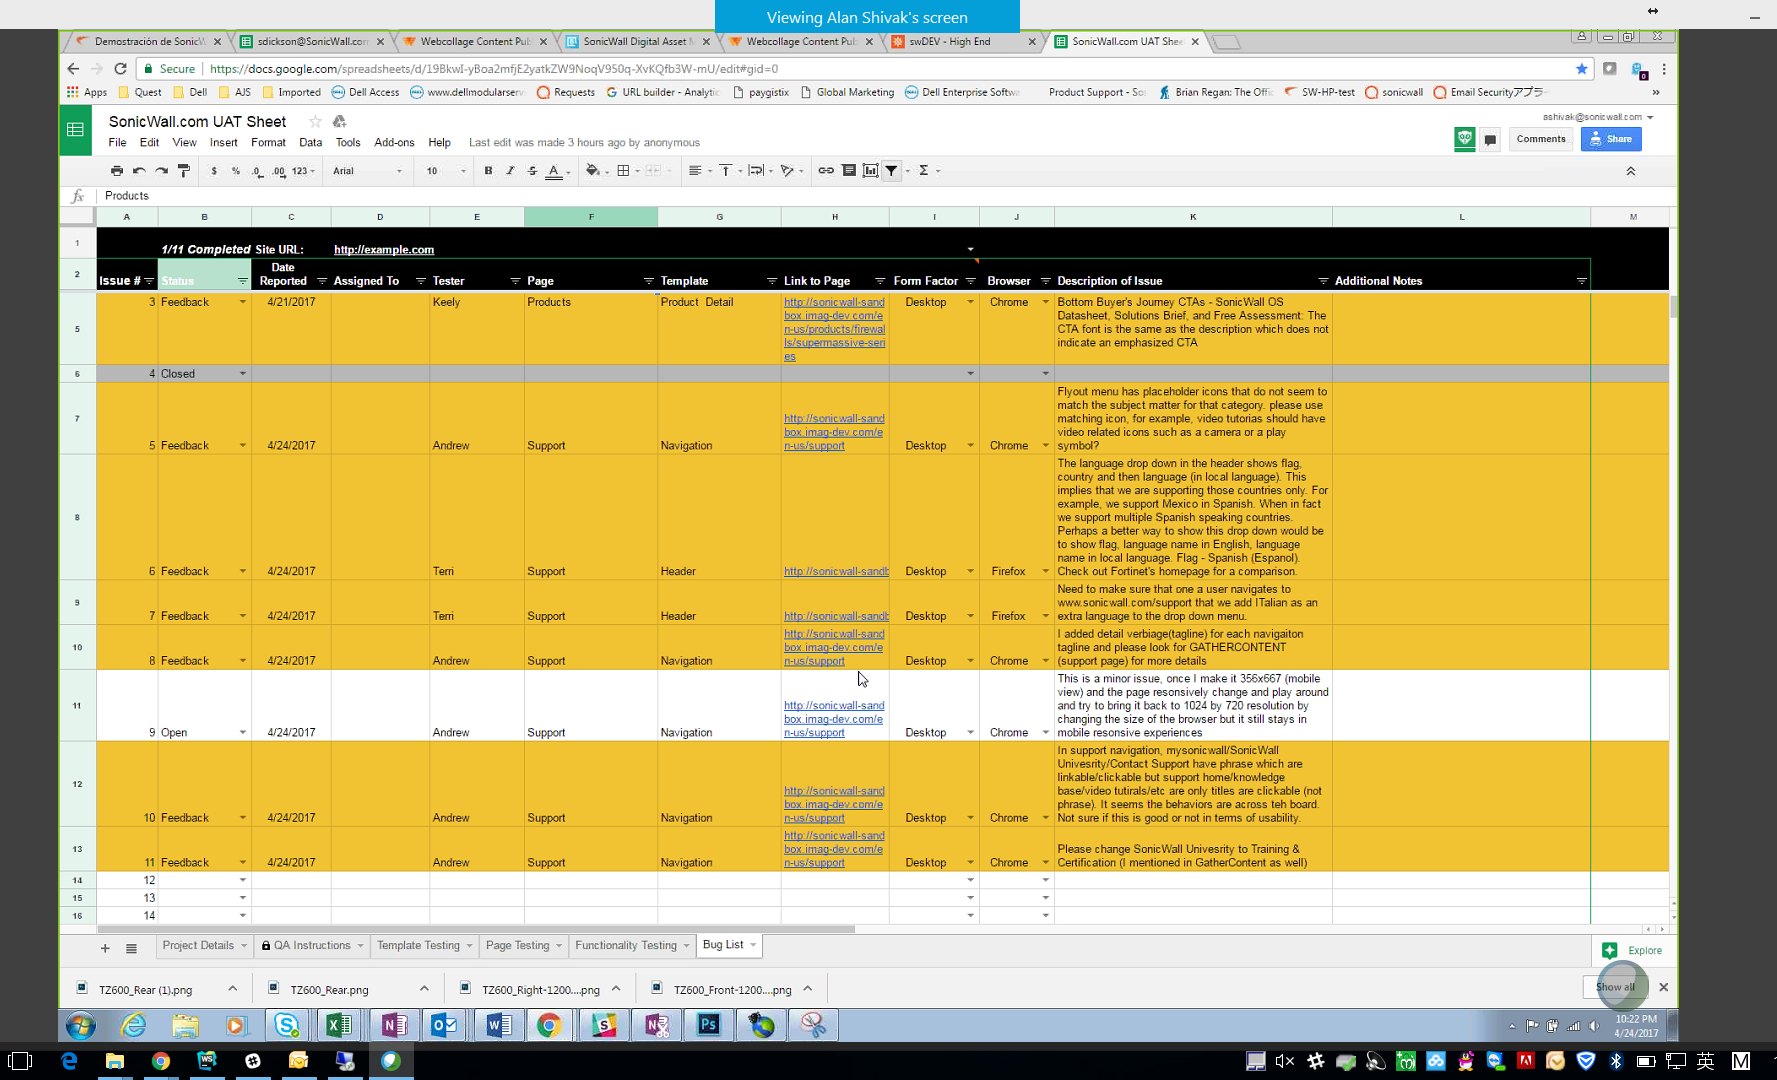 Viewing Alan Shivak's screen
Demostración de SonicW
sdickson@SonicWall.com
Webcollage Content Pub
SonicWall Digital Asset M
Webcollage Content Pub
swDEV - High End
SonicWall.com UAT Shee
Secure
https://docs.google.com/spreadsheets/d/19BkwI-yBoa2mfjE2yatkZW9NoqV950q-XvKQfb3W-mU/edit#gid=0
Apps Quest Dell AJS Imported Dell Access www.dellmodularserv Requests URL builder - Analytic paygistix Global Marketing Dell Enterprise Softw Product Support - So Brian Regan: The Offic SW-HP-test sonicwall Email Securityアプラ »
SonicWall.com UAT Sheet
ashivak@sonicwall.com
File Edit View Insert Format Data Tools Add-ons Help Last edit was made 3 hours ago by anonymous
Comments
Share
$ % .0 .00 123 Arial 10 B I S A Σ
fx Products
A B C D E F G H I J K L M
1 1/11 Completed Site URL: http://example.com
2 Issue # Status Date Reported Assigned To Tester Page Template Link to Page Form Factor Browser Description of Issue Additional Notes
5 3 Feedback 4/21/2017 Keely Products Product Detail
http://sonicwall-sand
box.imag-dev.com/e
n-us/products/firewal
ls/supermassive-seri
es
Desktop Chrome
Bottom Buyer's Journey CTAs - SonicWall OS
Datasheet, Solutions Brief, and Free Assessment: The
CTA font is the same as the description which does not
indicate an emphasized CTA
6 4 Closed
7 5 Feedback 4/24/2017 Andrew Support Navigation
http://sonicwall-sand
box.imag-dev.com/e
n-us/support
Desktop Chrome
Flyout menu has placeholder icons that do not seem to
match the subject matter for that category. please use
matching icon, for example, video tutorias should have
video related icons such as a camera or a play
symbol?
8 6 Feedback 4/24/2017 Terri Support Header
http://sonicwall-sandb
Desktop Firefox
The language drop down in the header shows flag,
country and then language (in local language). This
implies that we are supporting those countries only. For
example, we support Mexico in Spanish. When in fact
we support multiple Spanish speaking countries.
Perhaps a better way to show this drop down would be
to show flag, language name in English, language
name in local language. Flag - Spanish (Espanol).
Check out Fortinet's homepage for a comparison.
9 7 Feedback 4/24/2017 Terri Support Header
http://sonicwall-sandb
Desktop Firefox
Need to make sure that one a user navigates to
www.sonicwall.com/support that we add ITalian as an
extra language to the drop down menu.
10 8 Feedback 4/24/2017 Andrew Support Navigation
http://sonicwall-sand
box.imag-dev.com/e
n-us/support
Desktop Chrome
I added detail verbiage(tagline) for each navigaiton
tagline and please look for GATHERCONTENT
(support page) for more details
11 9 Open 4/24/2017 Andrew Support Navigation
http://sonicwall-sand
box.imag-dev.com/e
n-us/support
Desktop Chrome
This is a minor issue, once I make it 356x667 (mobile
view) and the page resonsively change and play around
and try to bring it back to 1024 by 720 resolution by
changing the size of the browser but it still stays in
mobile resonsive experiences
12 10 Feedback 4/24/2017 Andrew Support Navigation
http://sonicwall-sand
box.imag-dev.com/e
n-us/support
Desktop Chrome
In support navigation, mysonicwall/SonicWall
Univesrity/Contact Support have phrase which are
linkable/clickable but support home/knowledge
base/video tutirals/etc are only titles are clickable (not
phrase). It seems the behaviors are across teh board.
Not sure if this is good or not in terms of usability.
13 11 Feedback 4/24/2017 Andrew Support Navigation
http://sonicwall-sand
box.imag-dev.com/e
n-us/support
Desktop Chrome
Please change SonicWall Univesrity to Training &
Certification (I mentioned in GatherContent as well)
14 12
15 13
16 14
Project Details QA Instructions Template Testing Page Testing Functionality Testing Bug List
Explore
TZ600_Rear (1).png TZ600_Rear.png TZ600_Right-1200....png TZ600_Front-1200....png
Show all
10:22 PM
4/24/2017
英 M